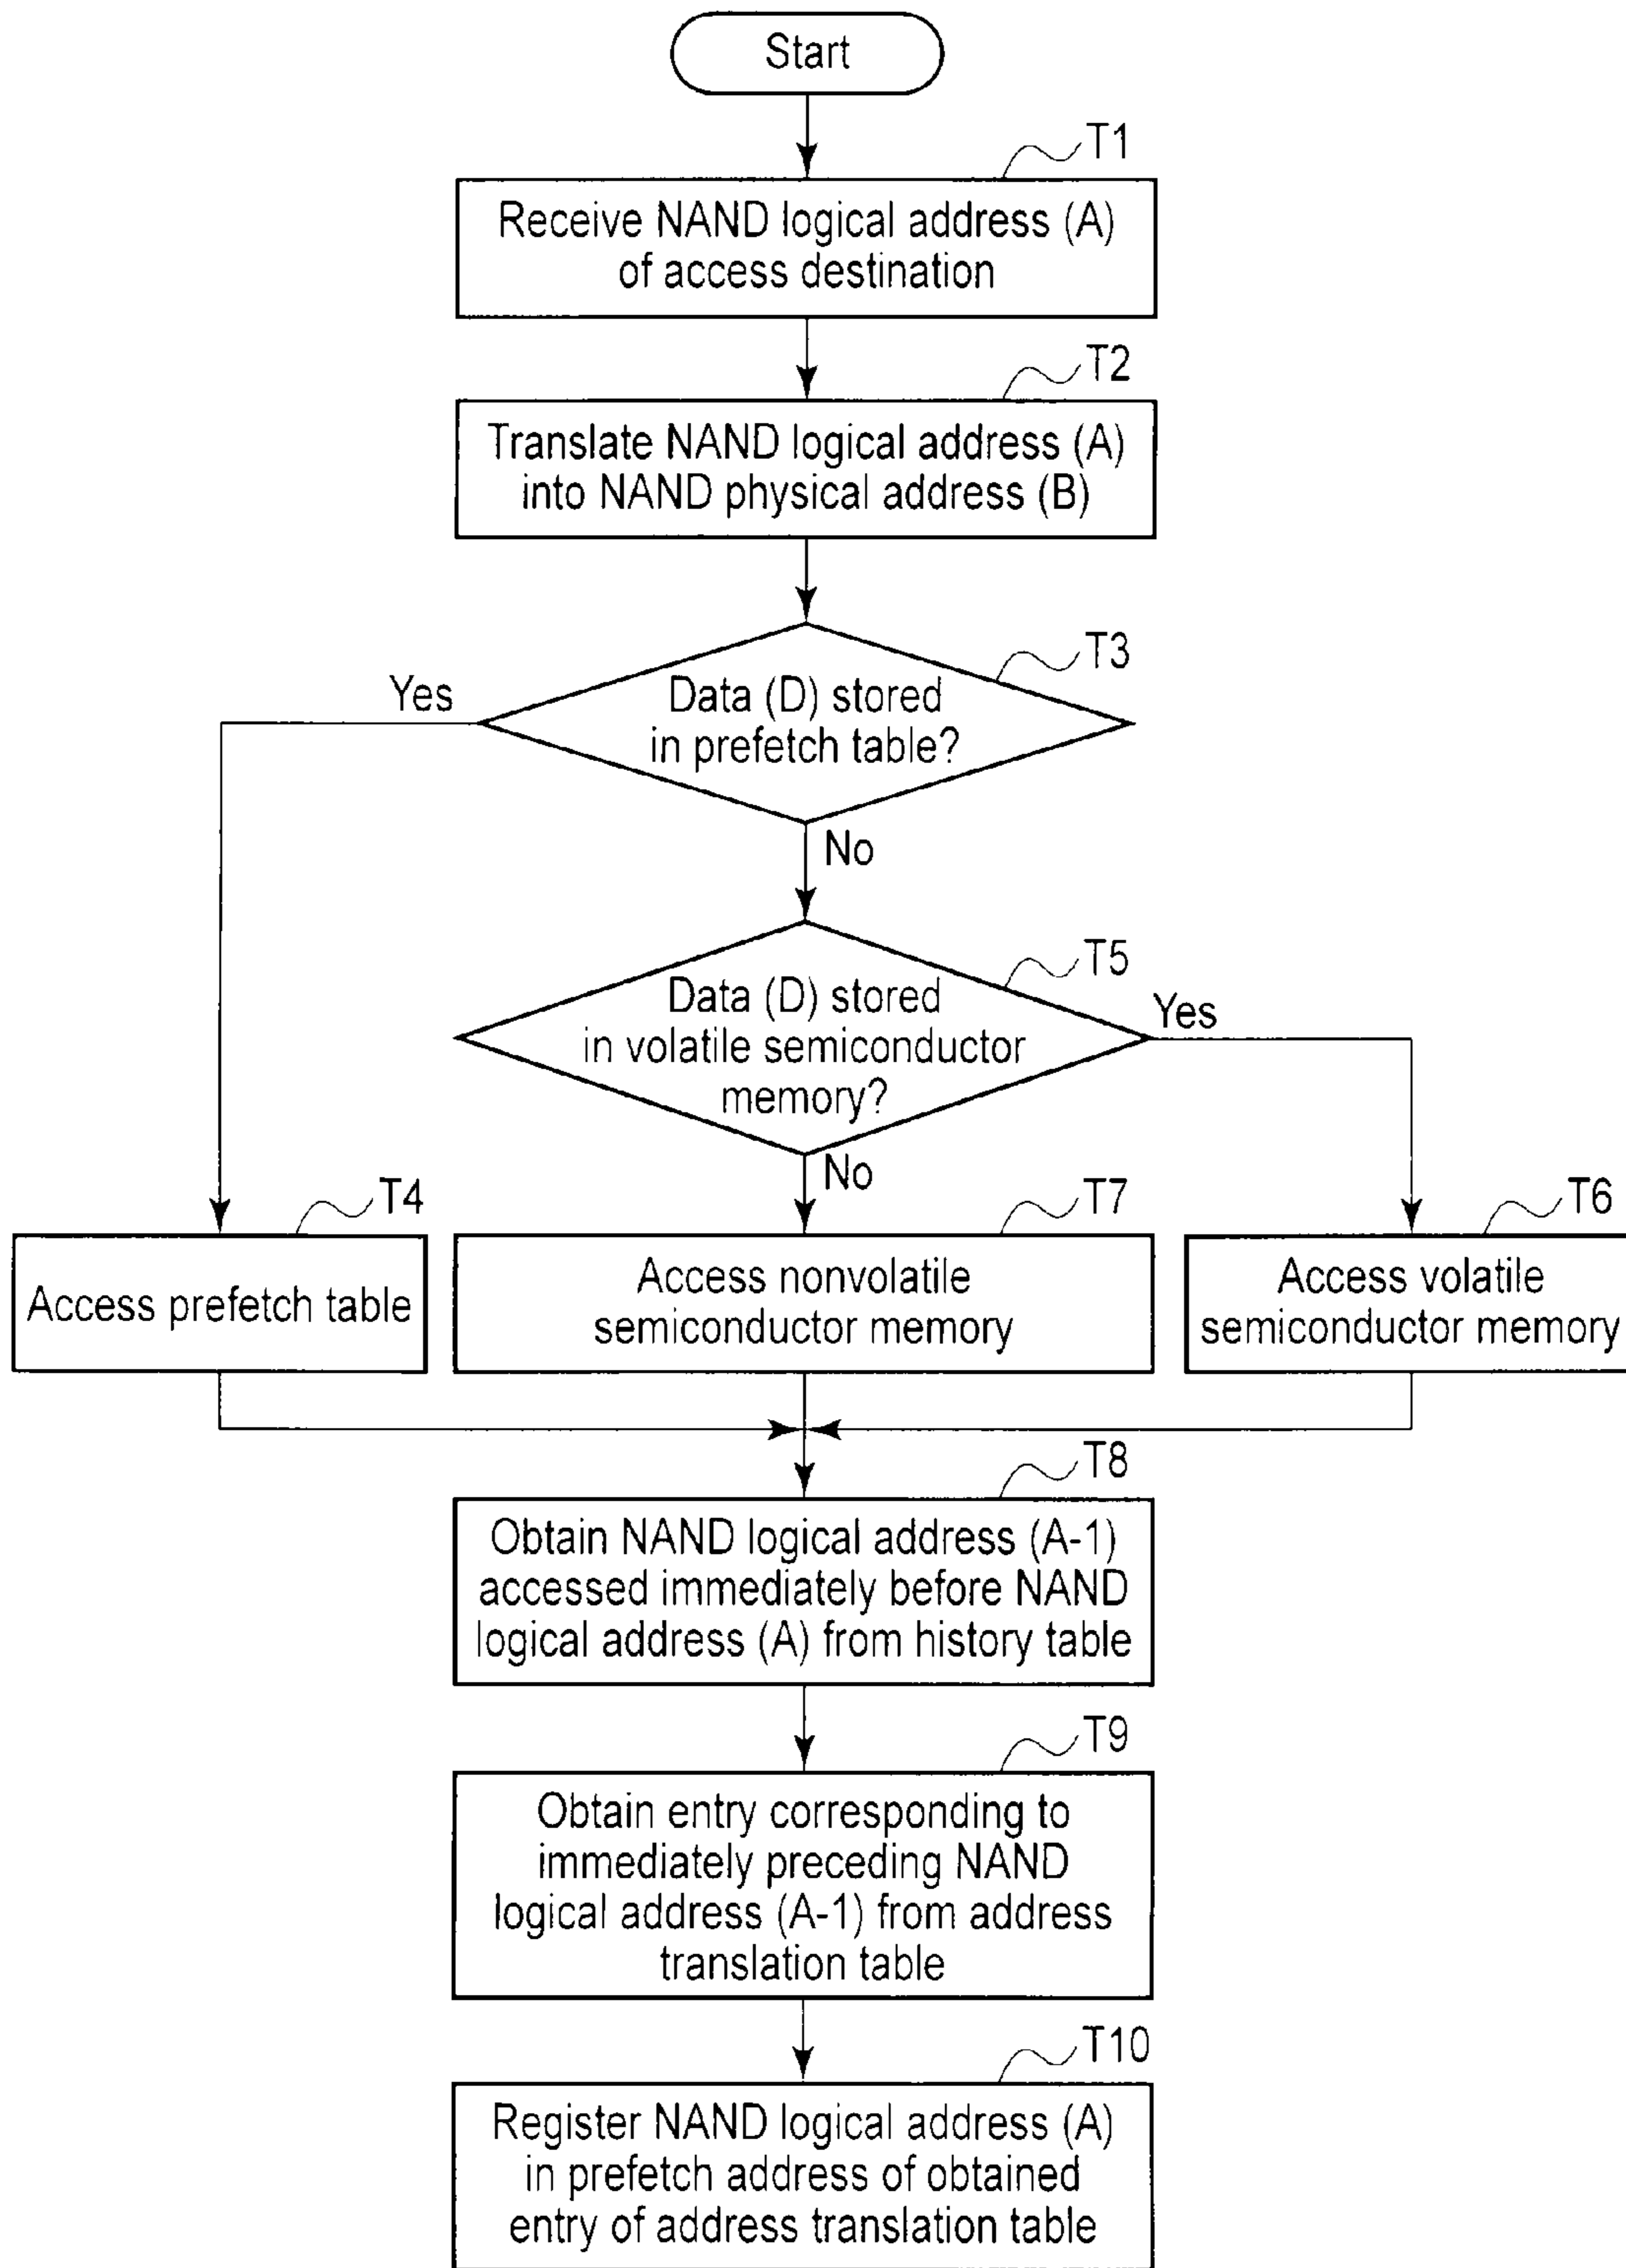 Start
T1
Receive NAND logical address (A)
of access destination
T2
Translate NAND logical address (A)
into NAND physical address (B)
T3
Yes
Data (D) stored
in prefetch table?
No
T5
Data (D) stored
in volatile semiconductor
memory?
Yes
No
T4
Access prefetch table
T7
Access nonvolatile
semiconductor memory
T6
Access volatile
semiconductor memory
T8
Obtain NAND logical address (A-1)
accessed immediately before NAND
logical address (A) from history table
T9
Obtain entry corresponding to
immediately preceding NAND
logical address (A-1) from address
translation table
T10
Register NAND logical address (A)
in prefetch address of obtained
entry of address translation table